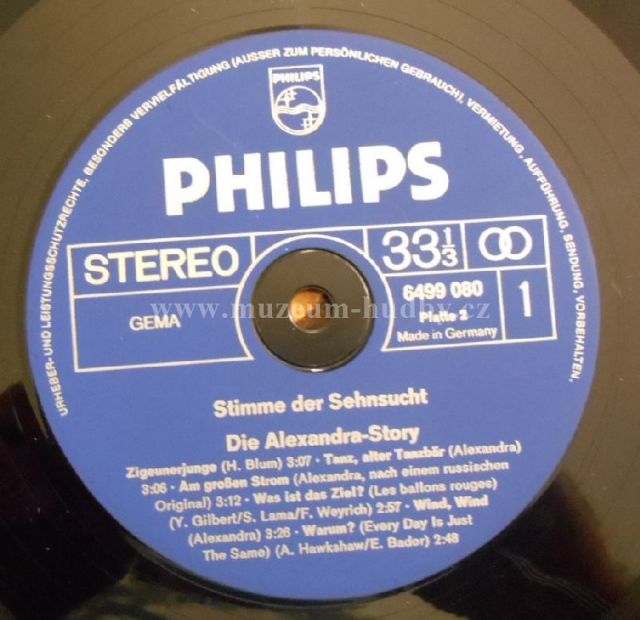 URHEBER- UND LEISTUNGSSCHUTZRECHTE, BESONDERS VERVIELFÄLTIGUNG (AUSSER ZUM PERSÖNLICHEN GEBRAUCH), VERMIETUNG, AUFFÜHRUNG, SENDUNG, VORBEHALTEN.
PHILIPS
PHILIPS
STEREO
33 1/3
GEMA
6499 080
Platte 2
Made in Germany
1
www.muzeum-hudby.cz
Stimme der Sehnsucht
Die Alexandra-Story
Zigeunerjunge (H. Blum) 3:07 · Tanz, alter Tanzbär (Alexandra)
3:06 · Am großen Strom (Alexandra, nach einem russischen
Original) 3:12 · Was ist das Ziel? (Les ballons rouges)
(Y. Gilbert/S. Lama/F. Weyrich) 2:57 · Wind, Wind
(Alexandra) 3:26 · Warum? (Every Day Is Just
The Same) (A. Hawkshaw/E. Bador) 2:48